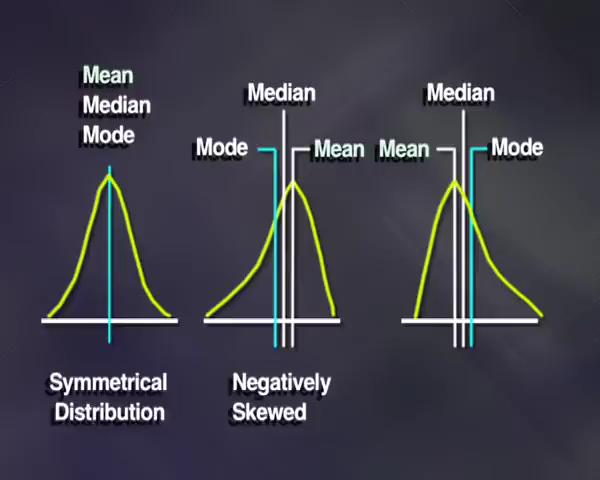 Mean
Median
Mode
Symmetrical
Distribution
Median
Mode
Mean
Negatively
Skewed
Median
Mean
Mode